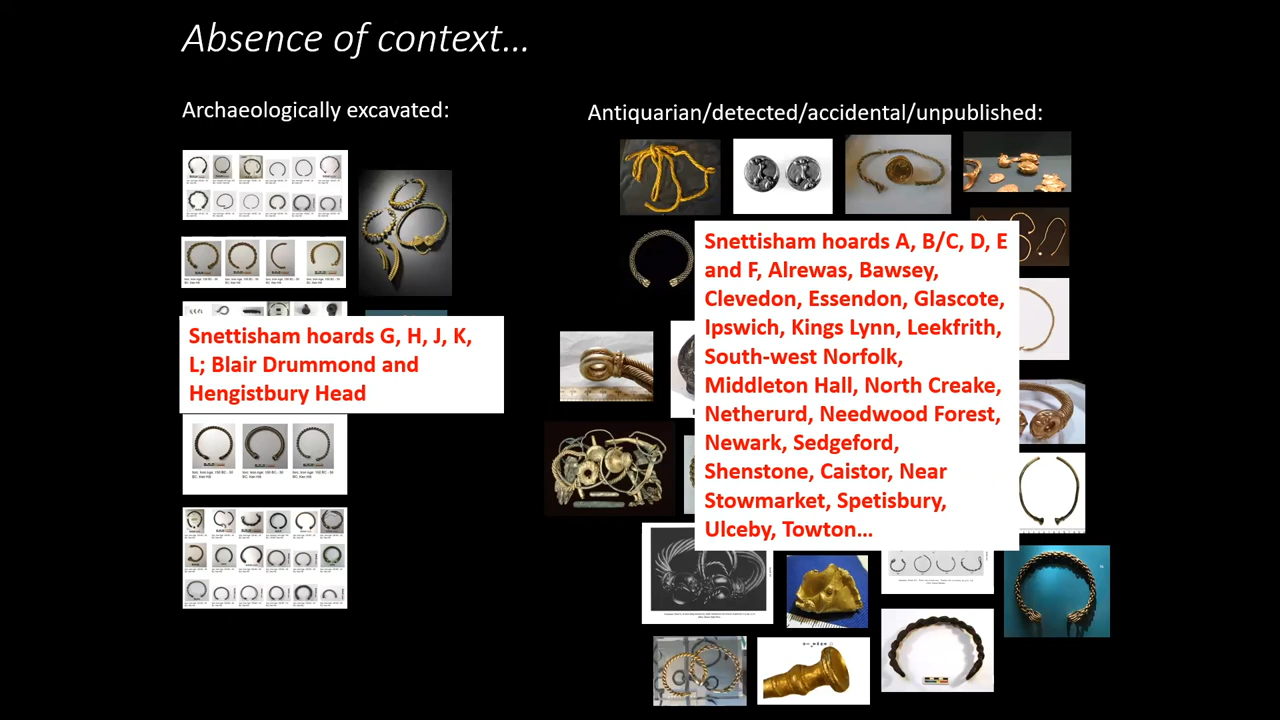 Absence of context…
Archaeologically excavated:
Antiquarian/detected/accidental/unpublished:
Snettisham hoards G, H, J, K,
L; Blair Drummond and
Hengistbury Head
Snettisham hoards A, B/C, D, E
and F, Alrewas, Bawsey,
Clevedon, Essendon, Glascote,
Ipswich, Kings Lynn, Leekfrith,
South-west Norfolk,
Middleton Hall, North Creake,
Netherurd, Needwood Forest,
Newark, Sedgeford,
Shenstone, Caistor, Near
Stowmarket, Spetisbury,
Ulceby, Towton…